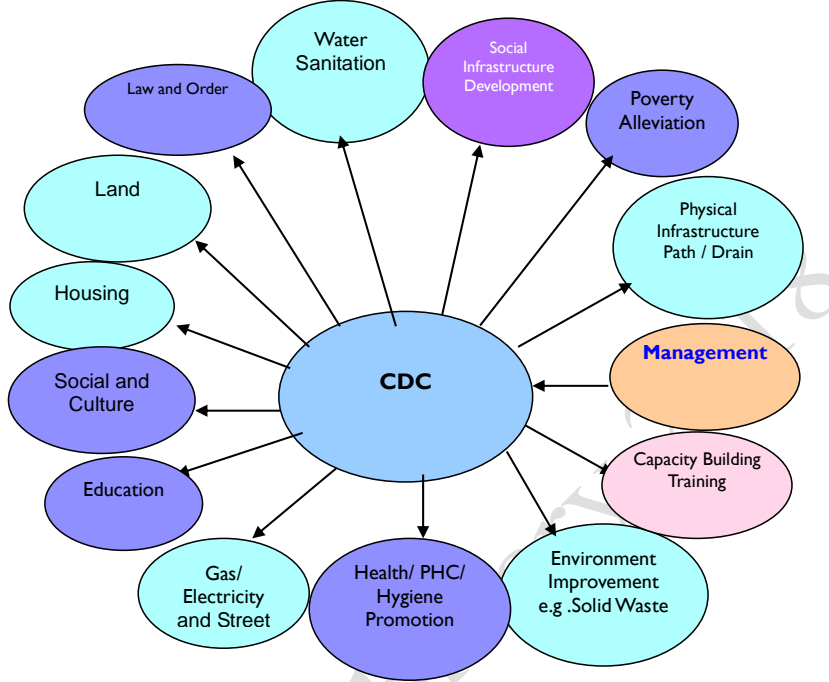 Water
Sanitation
Social
Infrastructure
Development
Law and Order
Poverty
Alleviation
Land
Physical
Infrastructure
Path / Drain
Housing
Management
CDC
Social and
Culture
Capacity Building
Training
Education
Gas/
Electricity
and Street
Health/ PHC/
Hygiene
Promotion
Environment
Improvement
e.g .Solid Waste